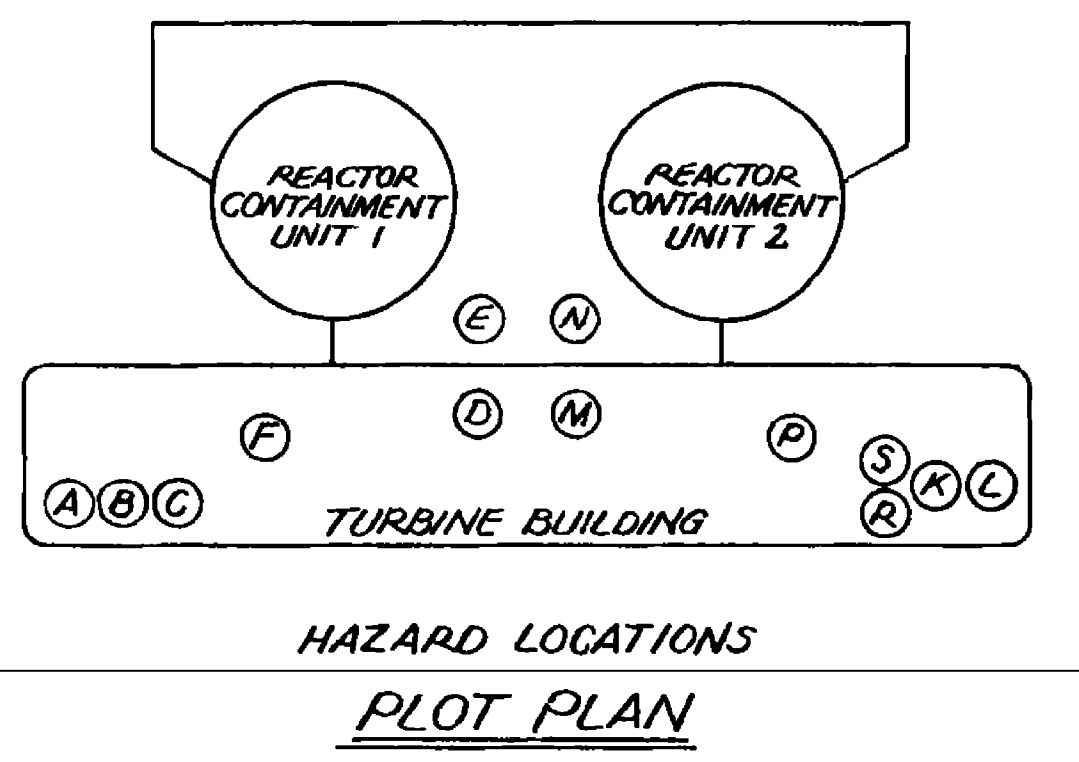 REACTOR
CONTAINMENT
UNIT 1
REACTOR
CONTAINMENT
UNIT 2
E N
F D M P S
K L
A B C R
TURBINE BUILDING
HAZARD LOCATIONS
PLOT PLAN